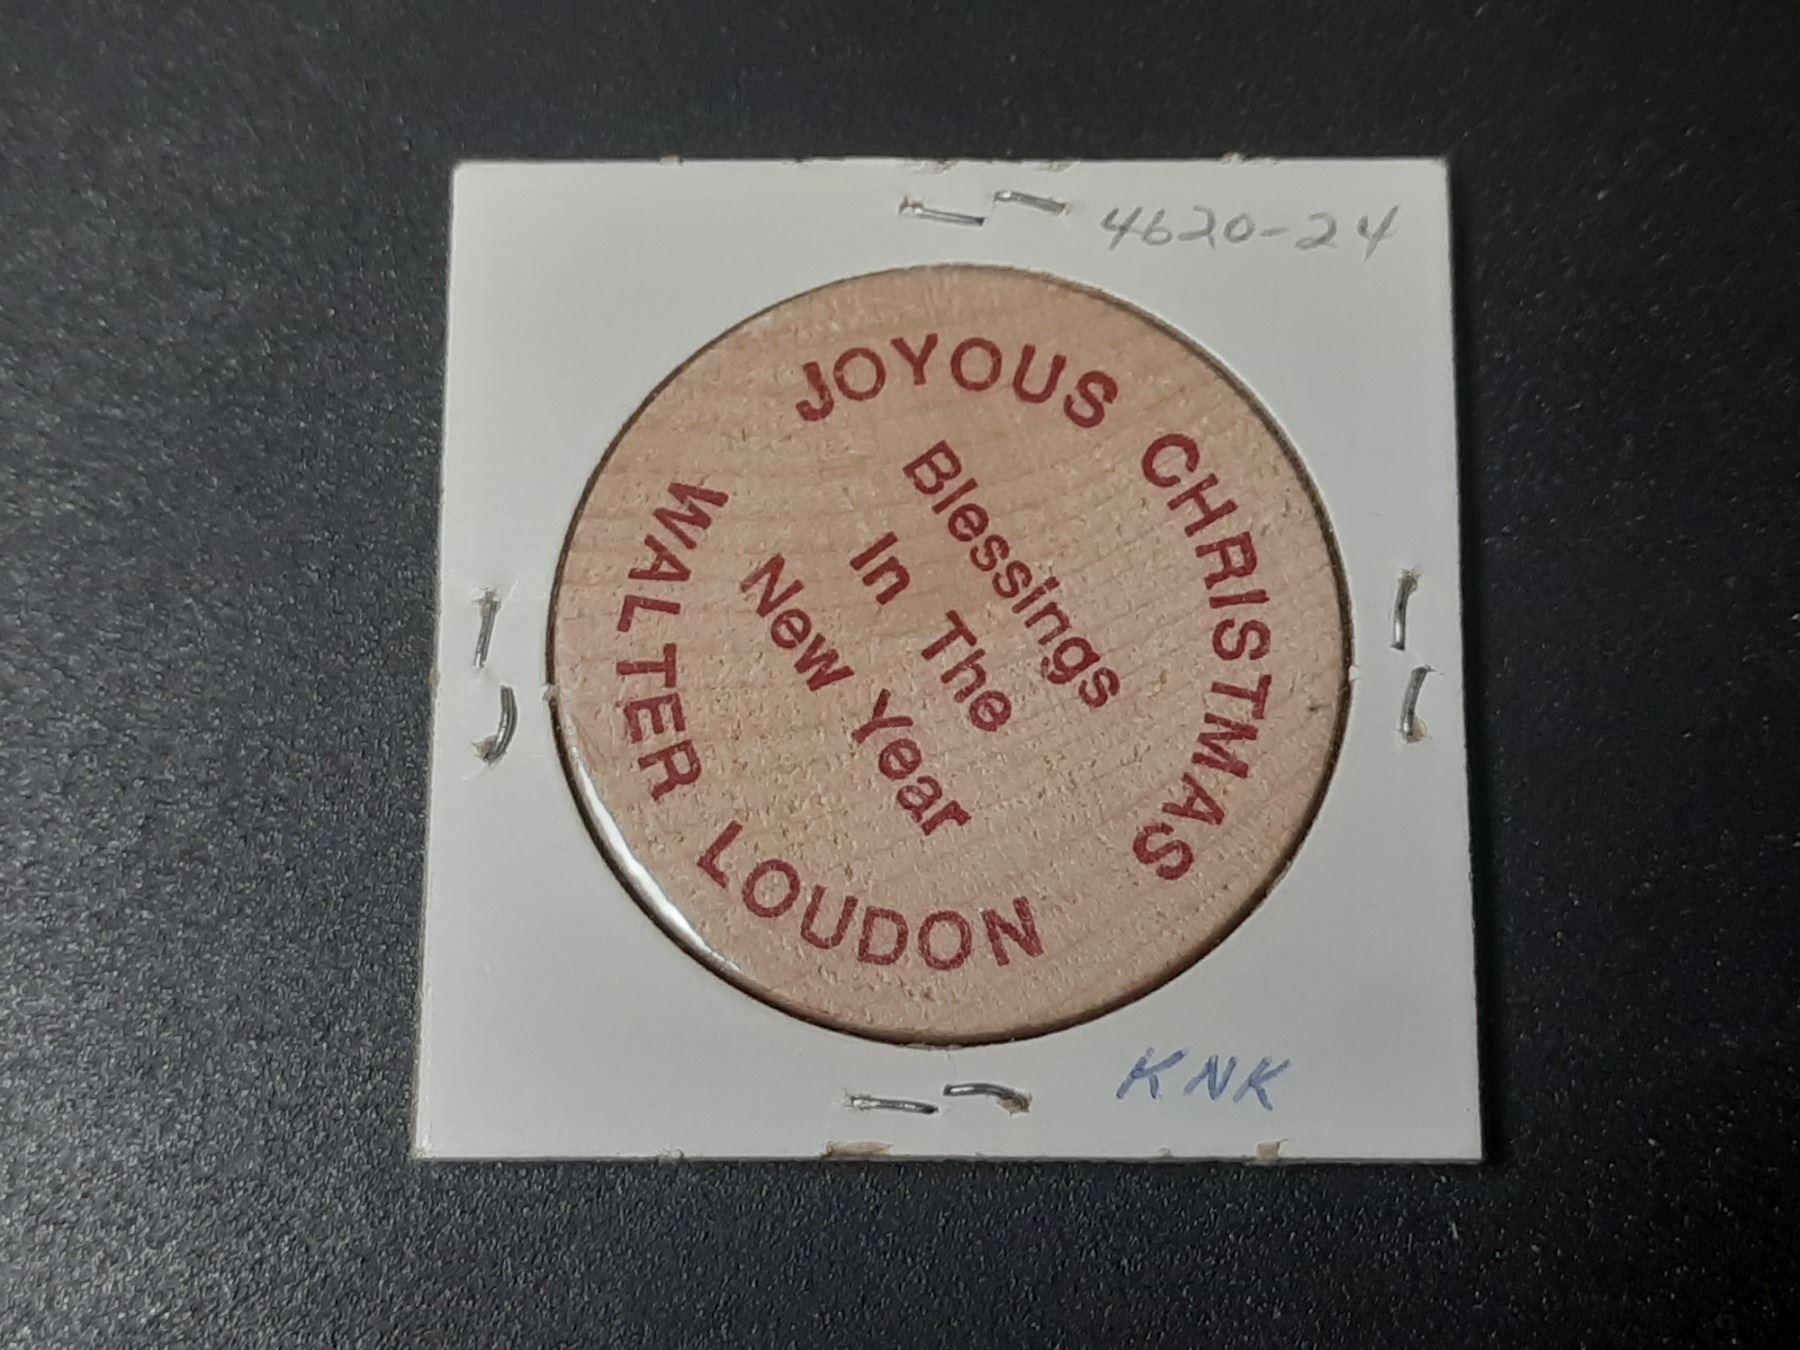 4620-24
JOYOUS CHRISTMAS
Blessings
In The
New Year
WALTER LOUDON
KNK